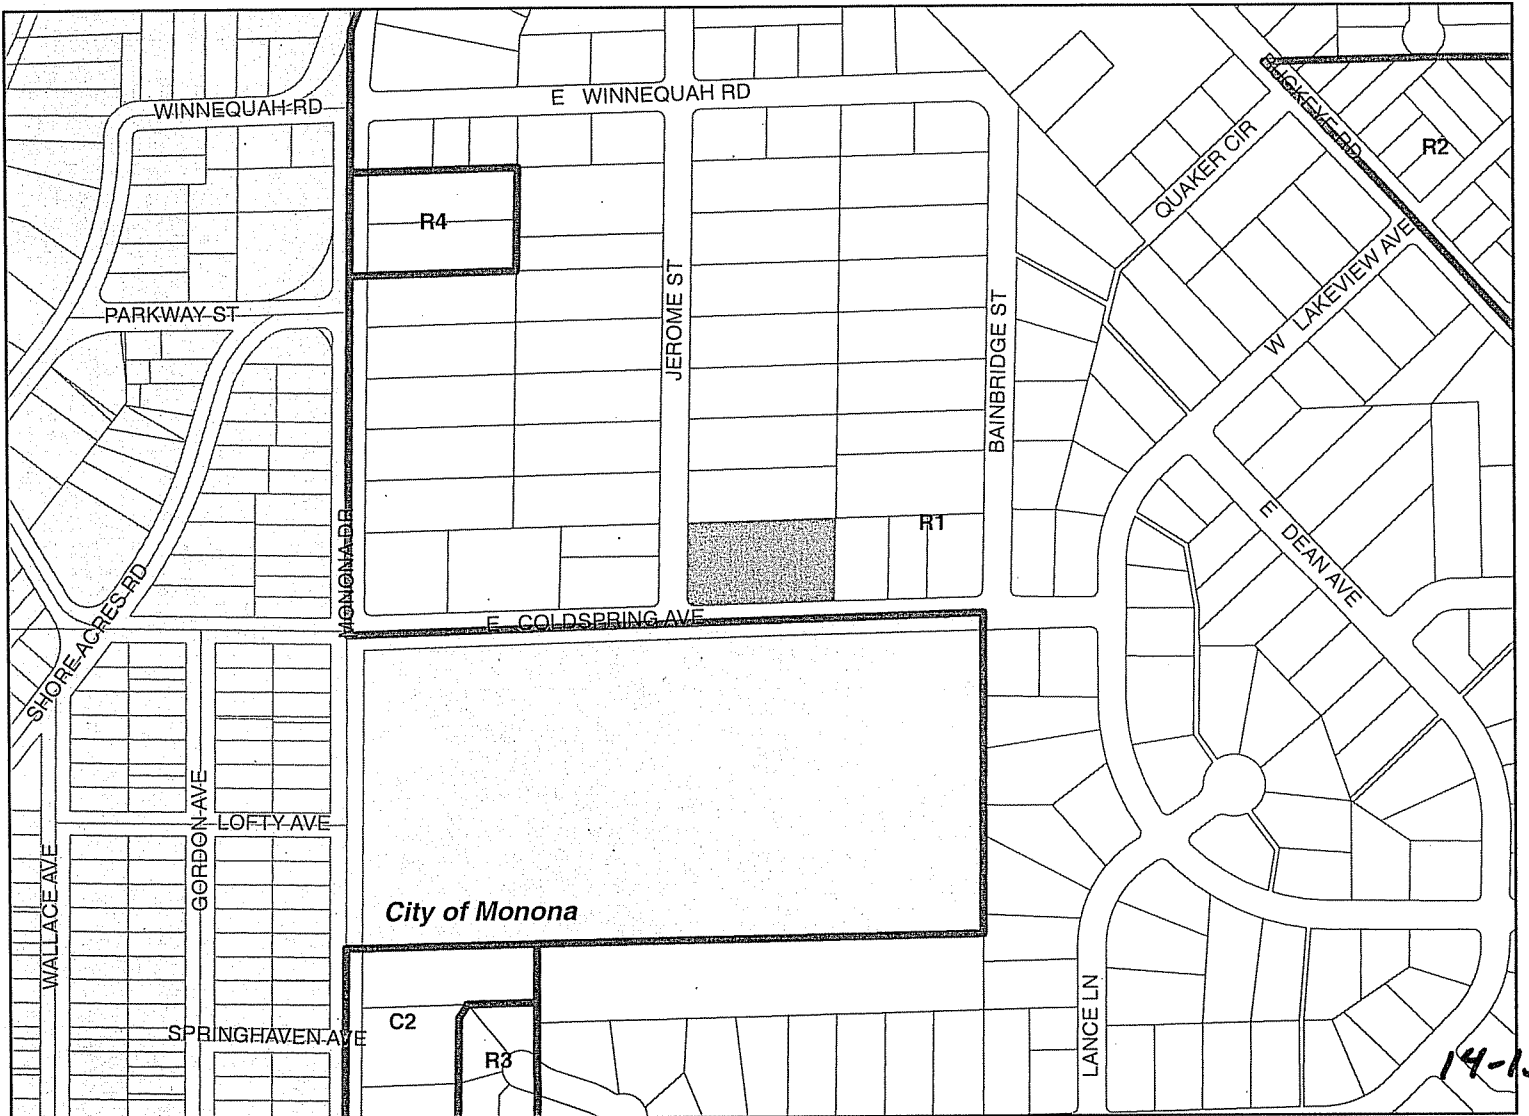 WINNEQUAH RD
E WINNEQUAH RD
BUCKEYE RD
R2
QUAKER CIR
R4
W LAKEVIEW AVE
PARKWAY ST
JEROME ST
BAINBRIDGE ST
R1
E DEAN AVE
MONONA DR
SHORE ACRES RD
E COLDSPRING AVE
GORDON AVE
LOFTY AVE
WALLACE AVE
City of Monona
LANCE LN
C2
SPRINGHAVEN AVE
R3